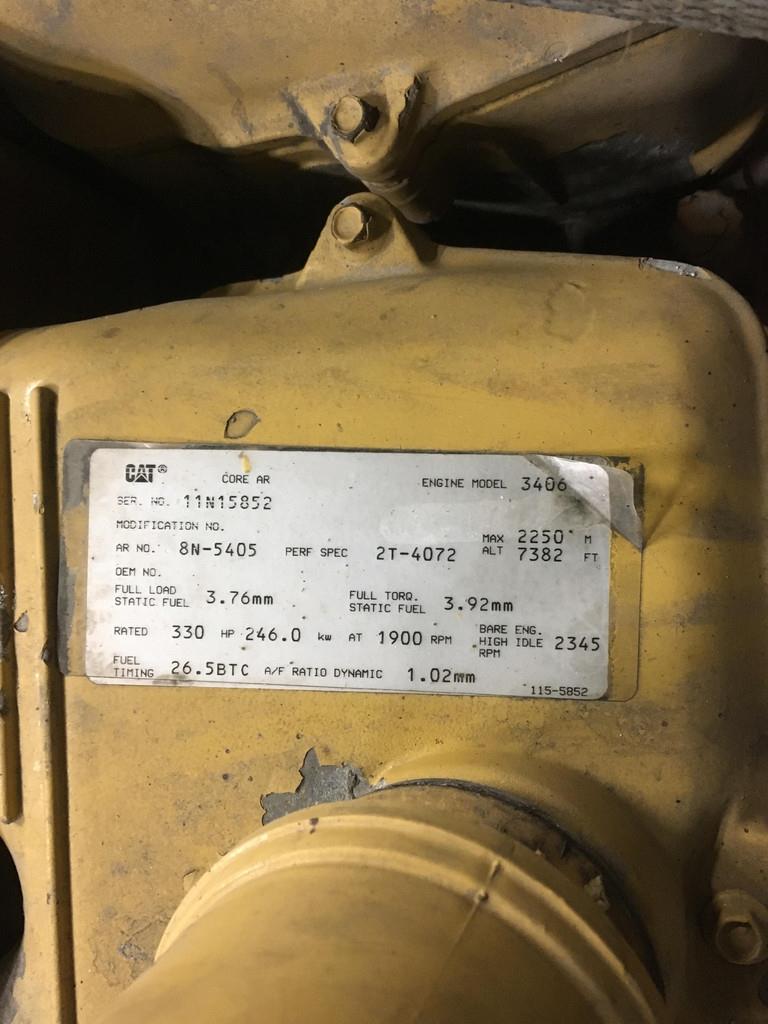 CAT® CORE AR ENGINE MODEL 3406
SER. NO. 11N15852
MODIFICATION NO.
AR NO. 8N-5405 PERF SPEC 2T-4072 MAX ALT 2250 M 7382 FT
OEM NO.
FULL LOAD STATIC FUEL 3.76mm FULL TORQ. STATIC FUEL 3.92mm
RATED 330 HP 246.0 kw AT 1900 RPM BARE ENG. HIGH IDLE RPM 2345
FUEL TIMING 26.5BTC A/F RATIO DYNAMIC 1.02mm
115-5852